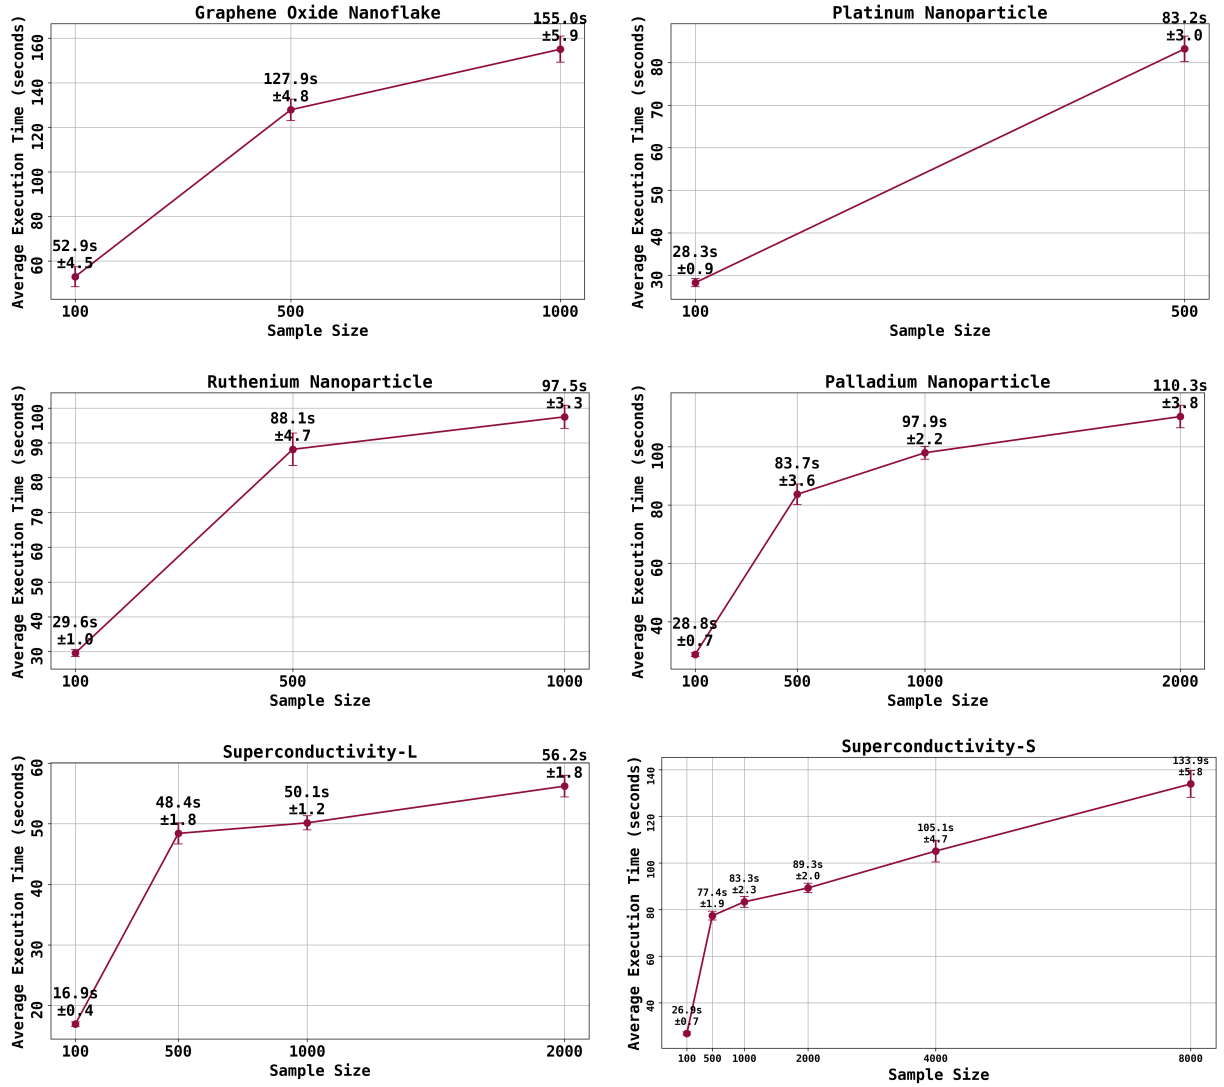 Graphene Oxide Nanoflake
Average Execution Time (seconds)
160
140
120
100
80
60
52.9s
±4.5
127.9s
±4.8
155.0s
±5.9
100
500
1000
Sample Size
Platinum Nanoparticle
Average Execution Time (seconds)
80
70
60
50
40
30
28.3s
±0.9
83.2s
±3.0
100
500
Sample Size
Ruthenium Nanoparticle
Average Execution Time (seconds)
100
90
80
70
60
50
40
30
29.6s
±1.0
88.1s
±4.7
97.5s
±3.3
100
500
1000
Sample Size
Palladium Nanoparticle
Average Execution Time (seconds)
100
80
60
40
28.8s
±0.7
83.7s
±3.6
97.9s
±2.2
110.3s
±3.8
100
500
1000
2000
Sample Size
Superconductivity-L
Average Execution Time (seconds)
60
50
40
30
20
16.9s
±0.4
48.4s
±1.8
50.1s
±1.2
56.2s
±1.8
100
500
1000
2000
Sample Size
Superconductivity-S
Average Execution Time (seconds)
140
120
100
80
60
40
26.9s
±0.7
77.4s
±1.9
83.3s
±2.3
89.3s
±2.0
105.1s
±4.7
133.9s
±5.8
100
500
1000
2000
4000
8000
Sample Size